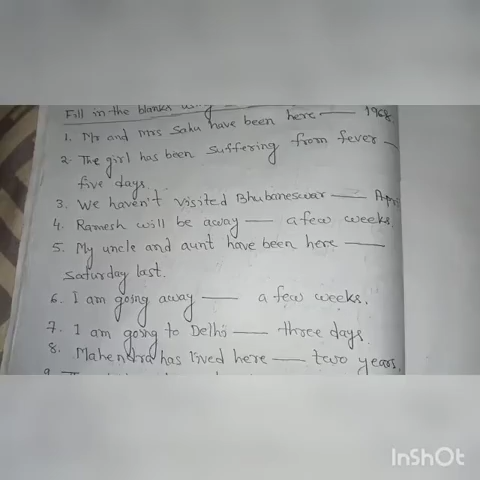 Fill in the blanks using
1. Mr and Mrs Sahu have been here — 1968.
2. The girl has been suffering from fever —
five days.
3. We haven't visited Bhubaneswar — Apri
4. Ramesh will be away — a few weeks.
5. My uncle and aunt have been here —
Saturday last.
6. I am going away — a few weeks.
7. I am going to Delhi — three days.
8. Mahendra has lived here — two years.
9.
InShOt